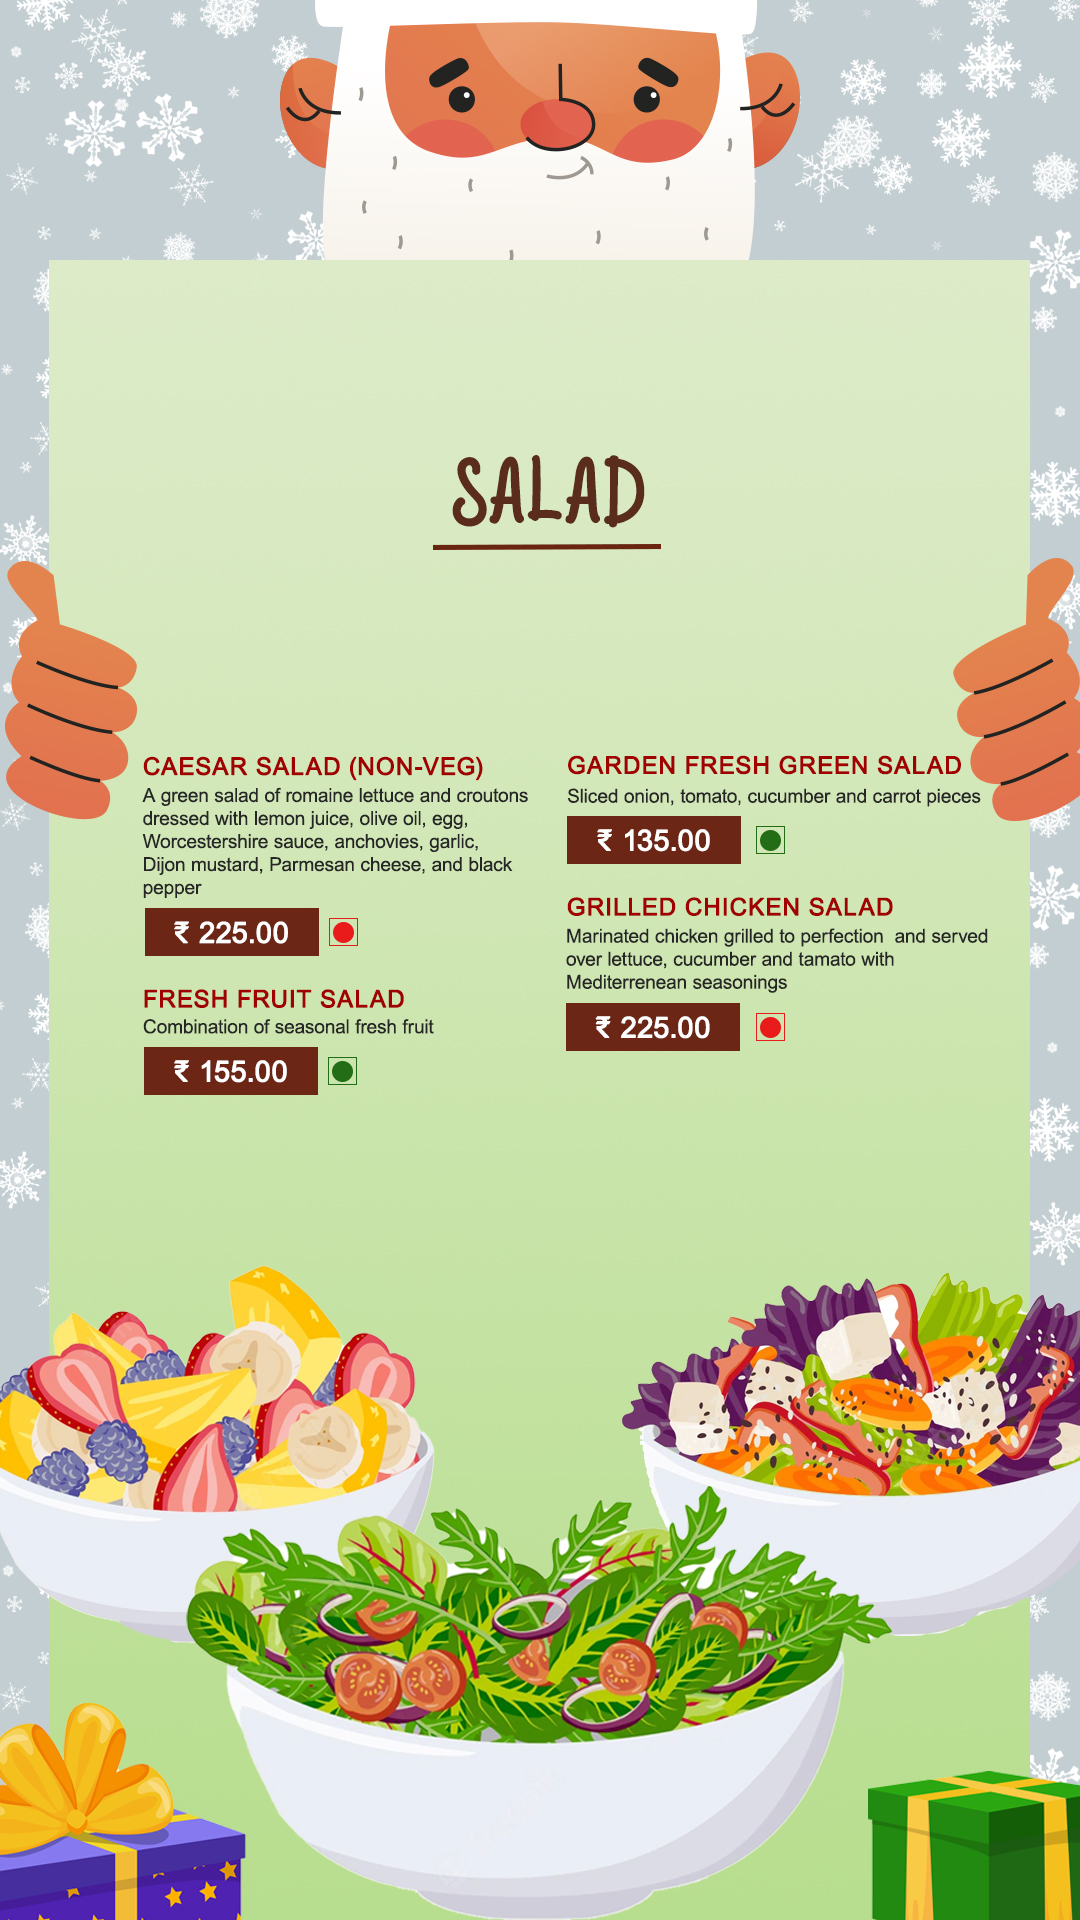 SALAD
CAESAR SALAD (NON-VEG)
A green salad of romaine lettuce and croutons
dressed with lemon juice, olive oil, egg,
Worcestershire sauce, anchovies, garlic,
Dijon mustard, Parmesan cheese, and black
pepper
₹ 225.00
FRESH FRUIT SALAD
Combination of seasonal fresh fruit
₹ 155.00
GARDEN FRESH GREEN SALAD
Sliced onion, tomato, cucumber and carrot pieces
₹ 135.00
GRILLED CHICKEN SALAD
Marinated chicken grilled to perfection  and served
over lettuce, cucumber and tamato with
Mediterrenean seasonings
₹ 225.00